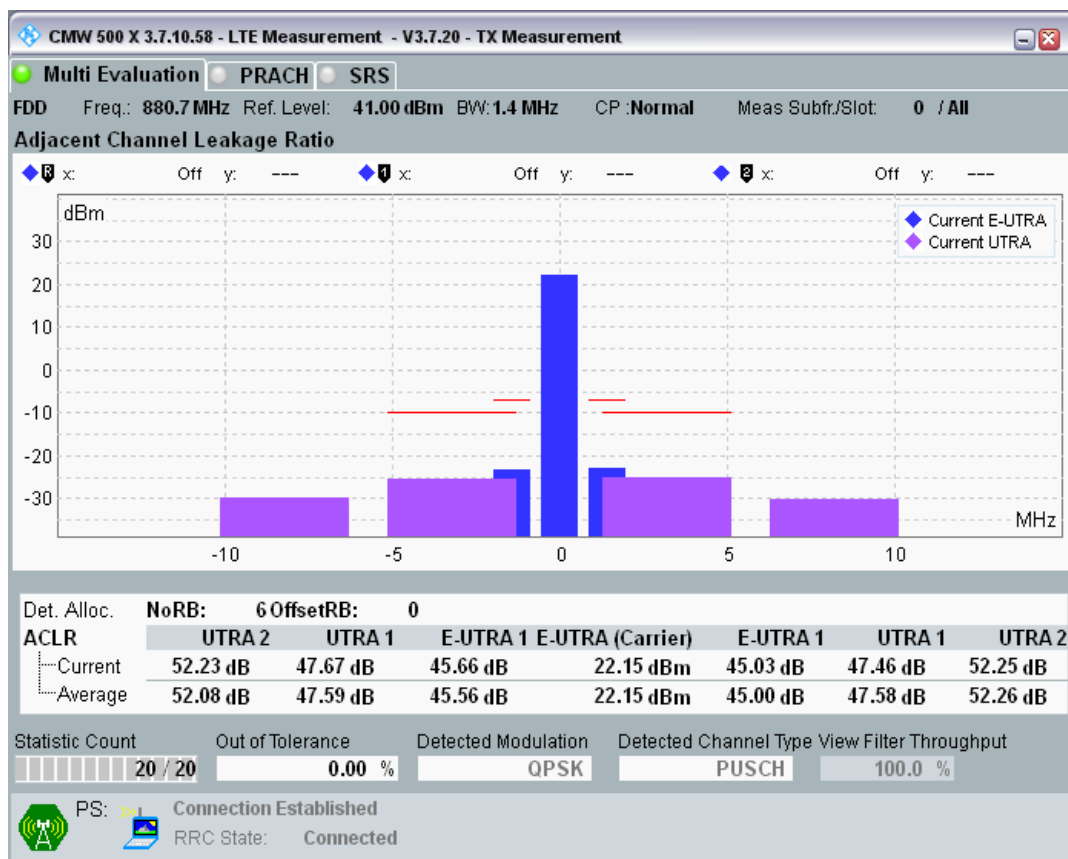 CMW 500 X 3.7.10.58 - LTE Measurement - V3.7.20 - TX Measurement
Multi Evaluation PRACH SRS
FDD Freq.: 880.7 MHz Ref. Level: 41.00 dBm BW: 1.4 MHz CP :Normal Meas Subfr./Slot: 0 / All
Adjacent Channel Leakage Ratio
R x: Off y: --- 1 x: Off y: --- 2 x: Off y: ---
dBm
Current E-UTRA
Current UTRA
30
20
10
0
-10
-20
-30
MHz
-10 -5 0 5 10
Det. Alloc. NoRB: 6 OffsetRB: 0
ACLR UTRA 2 UTRA 1 E-UTRA 1 E-UTRA (Carrier) E-UTRA 1 UTRA 1 UTRA 2
Current 52.23 dB 47.67 dB 45.66 dB 22.15 dBm 45.03 dB 47.46 dB 52.25 dB
Average 52.08 dB 47.59 dB 45.56 dB 22.15 dBm 45.00 dB 47.58 dB 52.26 dB
Statistic Count Out of Tolerance Detected Modulation Detected Channel Type View Filter Throughput
20 / 20 0.00 % QPSK PUSCH 100.0 %
PS: Connection Established
RRC State: Connected